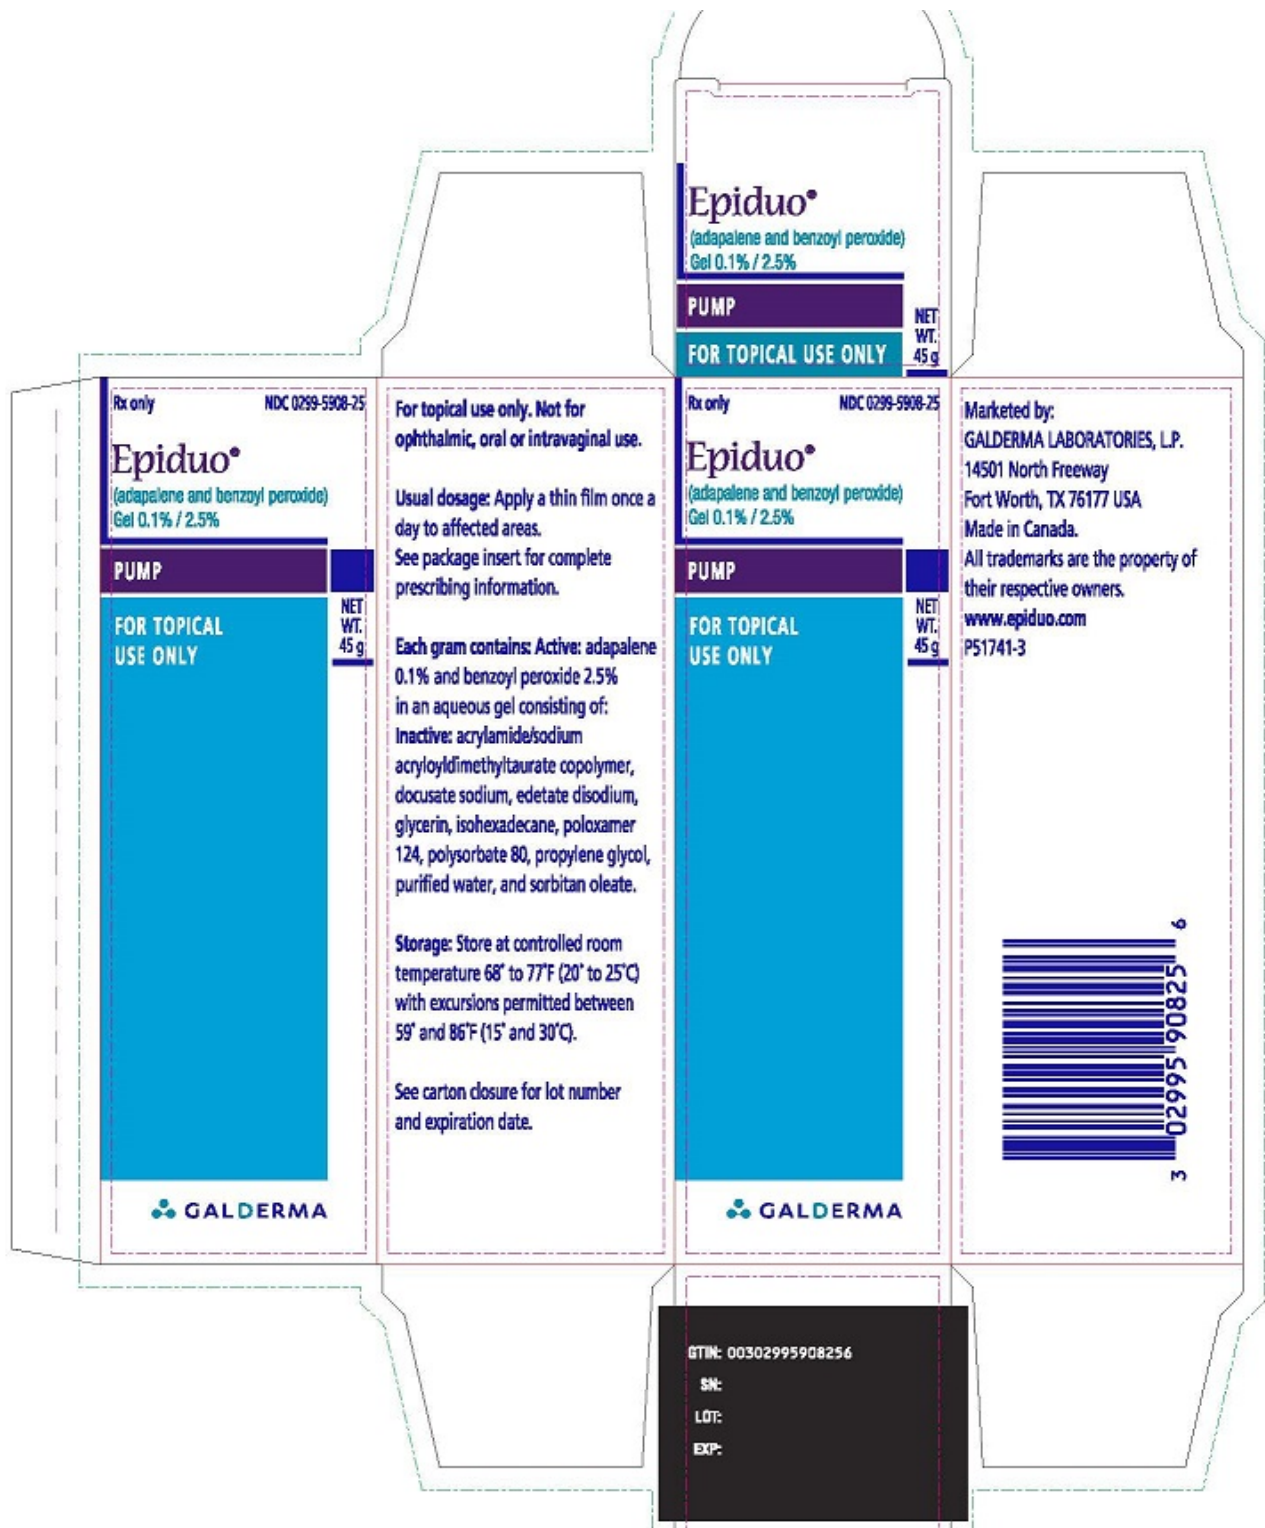 Epiduo®
(adapalene and benzoyl peroxide)
Gel 0.1% / 2.5%
PUMP
FOR TOPICAL USE ONLY
NET
WT.
45 g
Rx only
NDC 0299-5908-25
Epiduo®
(adapalene and benzoyl peroxide)
Gel 0.1% / 2.5%
PUMP
FOR TOPICAL
USE ONLY
NET
WT.
45 g
GALDERMA
For topical use only. Not for
ophthalmic, oral or intravaginal use.
Usual dosage: Apply a thin film once a
day to affected areas.
See package insert for complete
prescribing information.
Each gram contains: Active: adapalene
0.1% and benzoyl peroxide 2.5%
in an aqueous gel consisting of:
Inactive: acrylamide/sodium
acryloyldimethyltaurate copolymer,
docusate sodium, edetate disodium,
glycerin, isohexadecane, poloxamer
124, polysorbate 80, propylene glycol,
purified water, and sorbitan oleate.
Storage: Store at controlled room
temperature 68° to 77°F (20° to 25°C)
with excursions permitted between
59° and 86°F (15° and 30°C).
See carton closure for lot number
and expiration date.
Rx only
NDC 0299-5908-25
Epiduo®
(adapalene and benzoyl peroxide)
Gel 0.1% / 2.5%
PUMP
FOR TOPICAL
USE ONLY
NET
WT.
45 g
GALDERMA
Marketed by:
GALDERMA LABORATORIES, L.P.
14501 North Freeway
Fort Worth, TX 76177 USA
Made in Canada.
All trademarks are the property of
their respective owners.
www.epiduo.com
P51741-3
3 02995 90825 6
GTIN: 00302995908256
SN:
LOT:
EXP: